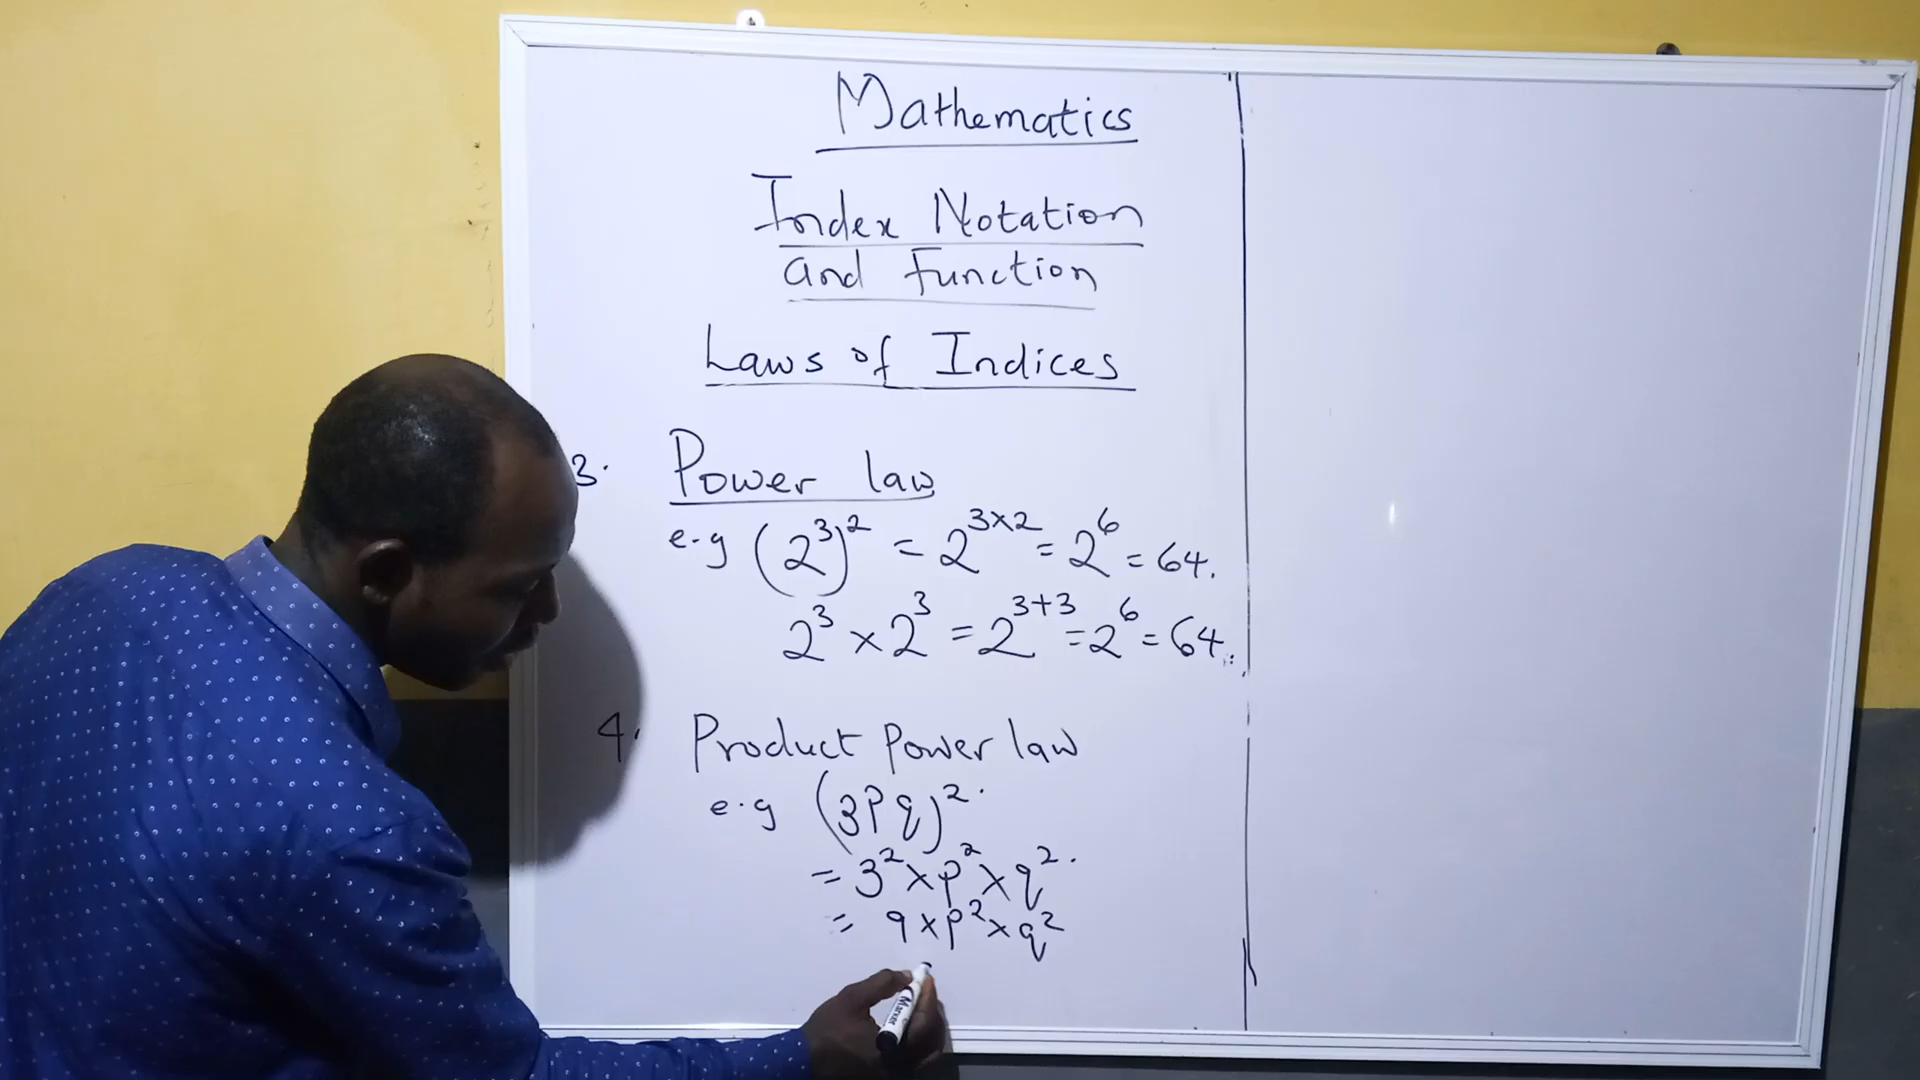 Mathematics
Index Notation
and Function
Laws of Indices
3. Power law
e.g (2³)² = 2³ˣ² = 2⁶ = 64.
2³ × 2³ = 2³⁺³ = 2⁶ = 64.
4. Product Power law
e.g (3Pq)².
= 3² × p² × q².
= 9 × p² × q²
Marker